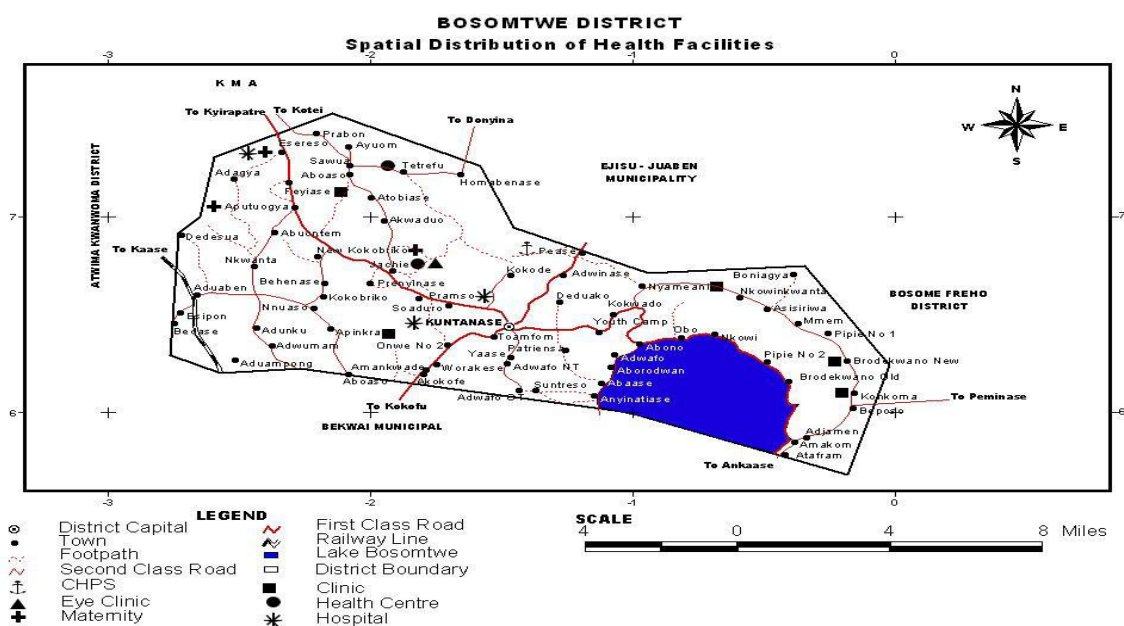 BOSOMTWE DISTRICT
Spatial Distribution of Health Facilities
-3 -2 -1 0
K M A
To Kyirapatre To Kotei
To Donyina
N
W E
S
Prabon
Esereso Ayuom
Sawua Tetrefu
EJISU - JUABEN
MUNICIPALITY
ATWIMA KWANWOMA DISTRICT
Adagya Aboaso Homabenase
Feyiase
Aputuogya Atobiase
7 7
Akwaduo
Dedesua Abuontem
To Kaase New Kokobriko Pease
Nkwanta Jachie Kokode Adwinase Boniagya
Aduaben Behenase Prenyinase Nyameani Nkowinkwanta
BOSOME FREHO
DISTRICT
Kokobriko Pramso Deduako Kokwado Asisiriwa
Esipon Nnuaso Soaduro Youth Camp Mmem
Bedase Adunku Apinkra KUNTANASE Obo Nkowi Pipie No 1
Onwe No 2 Toamfom Abono
Adwumam Yaase Patriensa Adwafo Pipie No 2 Brodekwano New
Aduampong Amankwade Worakese Adwafo NT Aborodwan
Aboaso Akokofe Suntreso Abaase Brodekwano Old
Adwafo OT Anyinatiase Konkoma
To Kokofu To Peminase
6 6
Beposo
BEKWAI MUNICIPAL
Adjamen
Amakom
Atafram
To Ankaase
-3 -2 -1 0
LEGEND
District Capital
Town
Footpath
Second Class Road
CHPS
Eye Clinic
Maternity
First Class Road
Railway Line
Lake Bosomtwe
District Boundary
Clinic
Health Centre
Hospital
SCALE
4 0 4 8 Miles